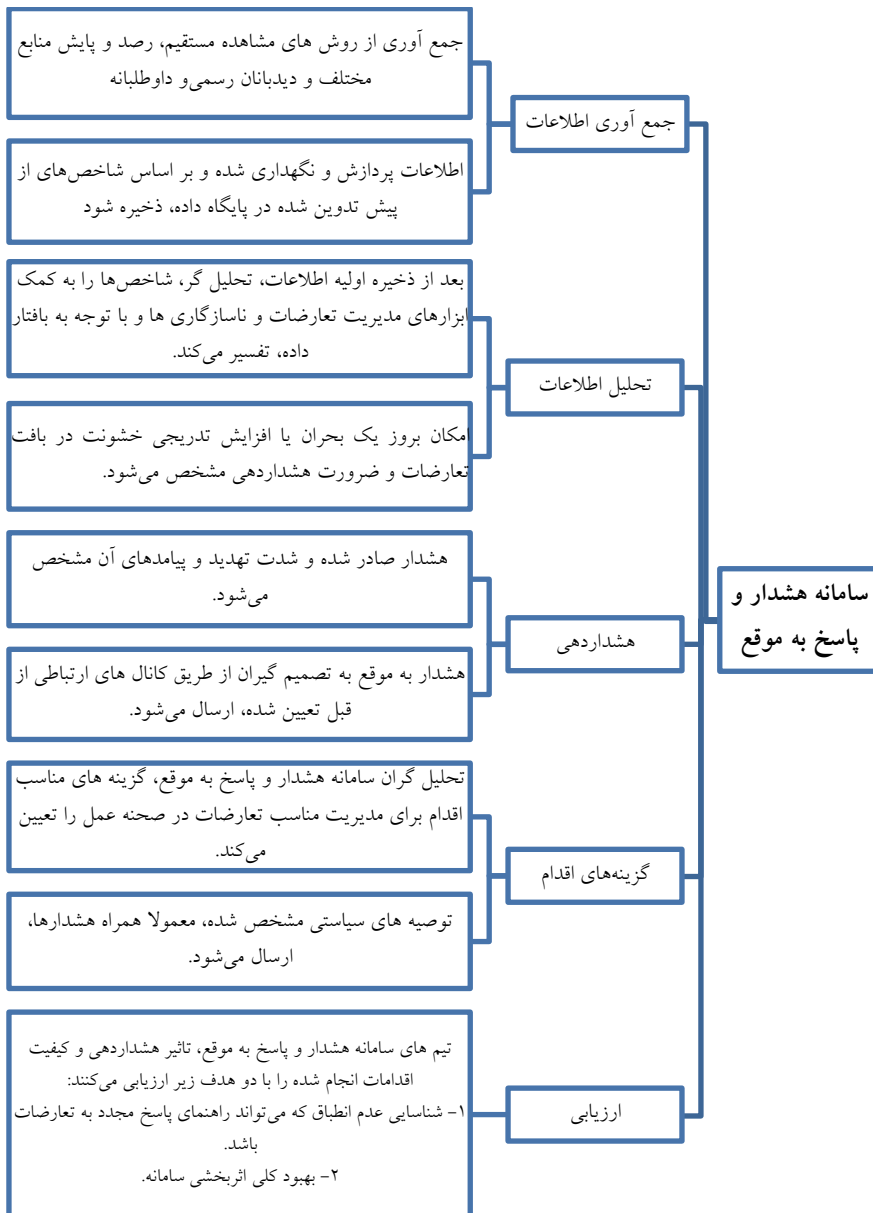 سامانه هشدار و
پاسخ به موقع
جمع آوری اطلاعات
جمع آوری از روش های مشاهده مستقیم، رصد و پایش منابع
مختلف و دیدبانان رسمی‌و داوطلبانه
اطلاعات پردازش و نگهداری شده و بر اساس شاخص‌های از
پیش تدوین شده در پایگاه داده، ذخیره شود
تحلیل اطلاعات
بعد از ذخیره اولیه اطلاعات، تحلیل گر، شاخص‌ها را به کمک
ابزارهای مدیریت تعارضات و ناسازگاری ها و با توجه به بافتار
داده، تفسیر می‌کند.
امکان بروز یک بحران یا افزایش تدریجی خشونت در بافت
تعارضات و ضرورت هشداردهی مشخص می‌شود.
هشداردهی
هشدار صادر شده و شدت تهدید و پیامدهای آن مشخص
می‌شود.
هشدار به موقع به تصمیم گیران از طریق کانال های ارتباطی از
قبل تعیین شده، ارسال می‌شود.
گزینه‌های اقدام
تحلیل گران سامانه هشدار و پاسخ به موقع، گزینه های مناسب
اقدام برای مدیریت مناسب تعارضات در صحنه عمل را تعیین
می‌کند.
توصیه های سیاستی مشخص شده، معمولا همراه هشدارها،
ارسال می‌شود.
ارزیابی
تیم های سامانه هشدار و پاسخ به موقع، تاثیر هشداردهی و کیفیت
اقدامات انجام شده را با دو هدف زیر ارزیابی می‌کنند:
۱- شناسایی عدم انطباق که می‌تواند راهنمای پاسخ مجدد به تعارضات
باشد.
۲- بهبود کلی اثربخشی سامانه.